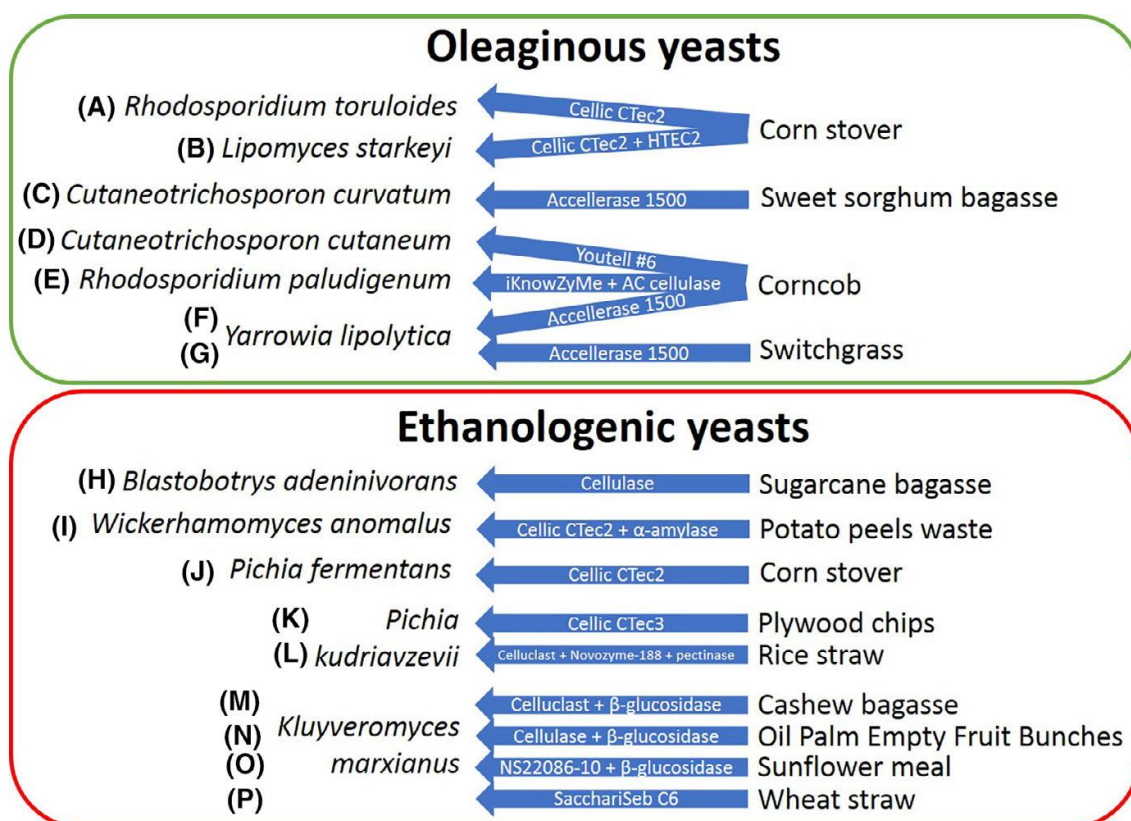 Oleaginous yeasts
(A) Rhodosporidium toruloides Cellic CTec2 Corn stover
(B) Lipomyces starkeyi Cellic CTec2 + HTEC2
(C) Cutaneotrichosporon curvatum Accellerase 1500 Sweet sorghum bagasse
(D) Cutaneotrichosporon cutaneum Youtell #6
(E) Rhodosporidium paludigenum iKnowZyMe + AC cellulase Corncob
(F) Accellerase 1500
Yarrowia lipolytica
(G) Accellerase 1500 Switchgrass
Ethanologenic yeasts
(H) Blastobotrys adeninivorans Cellulase Sugarcane bagasse
(I) Wickerhamomyces anomalus Cellic CTec2 + α-amylase Potato peels waste
(J) Pichia fermentans Cellic CTec2 Corn stover
(K) Pichia Cellic CTec3 Plywood chips
(L) kudriavzevii Celluclast + Novozyme-188 + pectinase Rice straw
(M) Celluclast + β-glucosidase Cashew bagasse
(N) Kluyveromyces Cellulase + β-glucosidase Oil Palm Empty Fruit Bunches
(O) marxianus NS22086-10 + β-glucosidase Sunflower meal
(P) SacchariSeb C6 Wheat straw